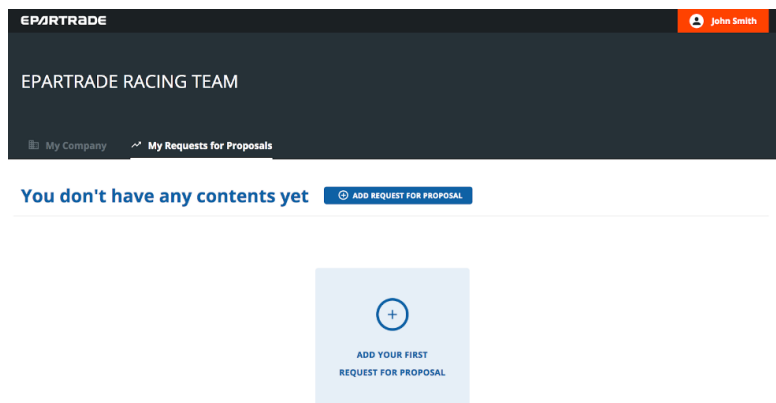 EPARTRADE
John Smith
EPARTRADE RACING TEAM
My Company
My Requests for Proposals
You don't have any contents yet
ADD REQUEST FOR PROPOSAL
ADD YOUR FIRST
REQUEST FOR PROPOSAL